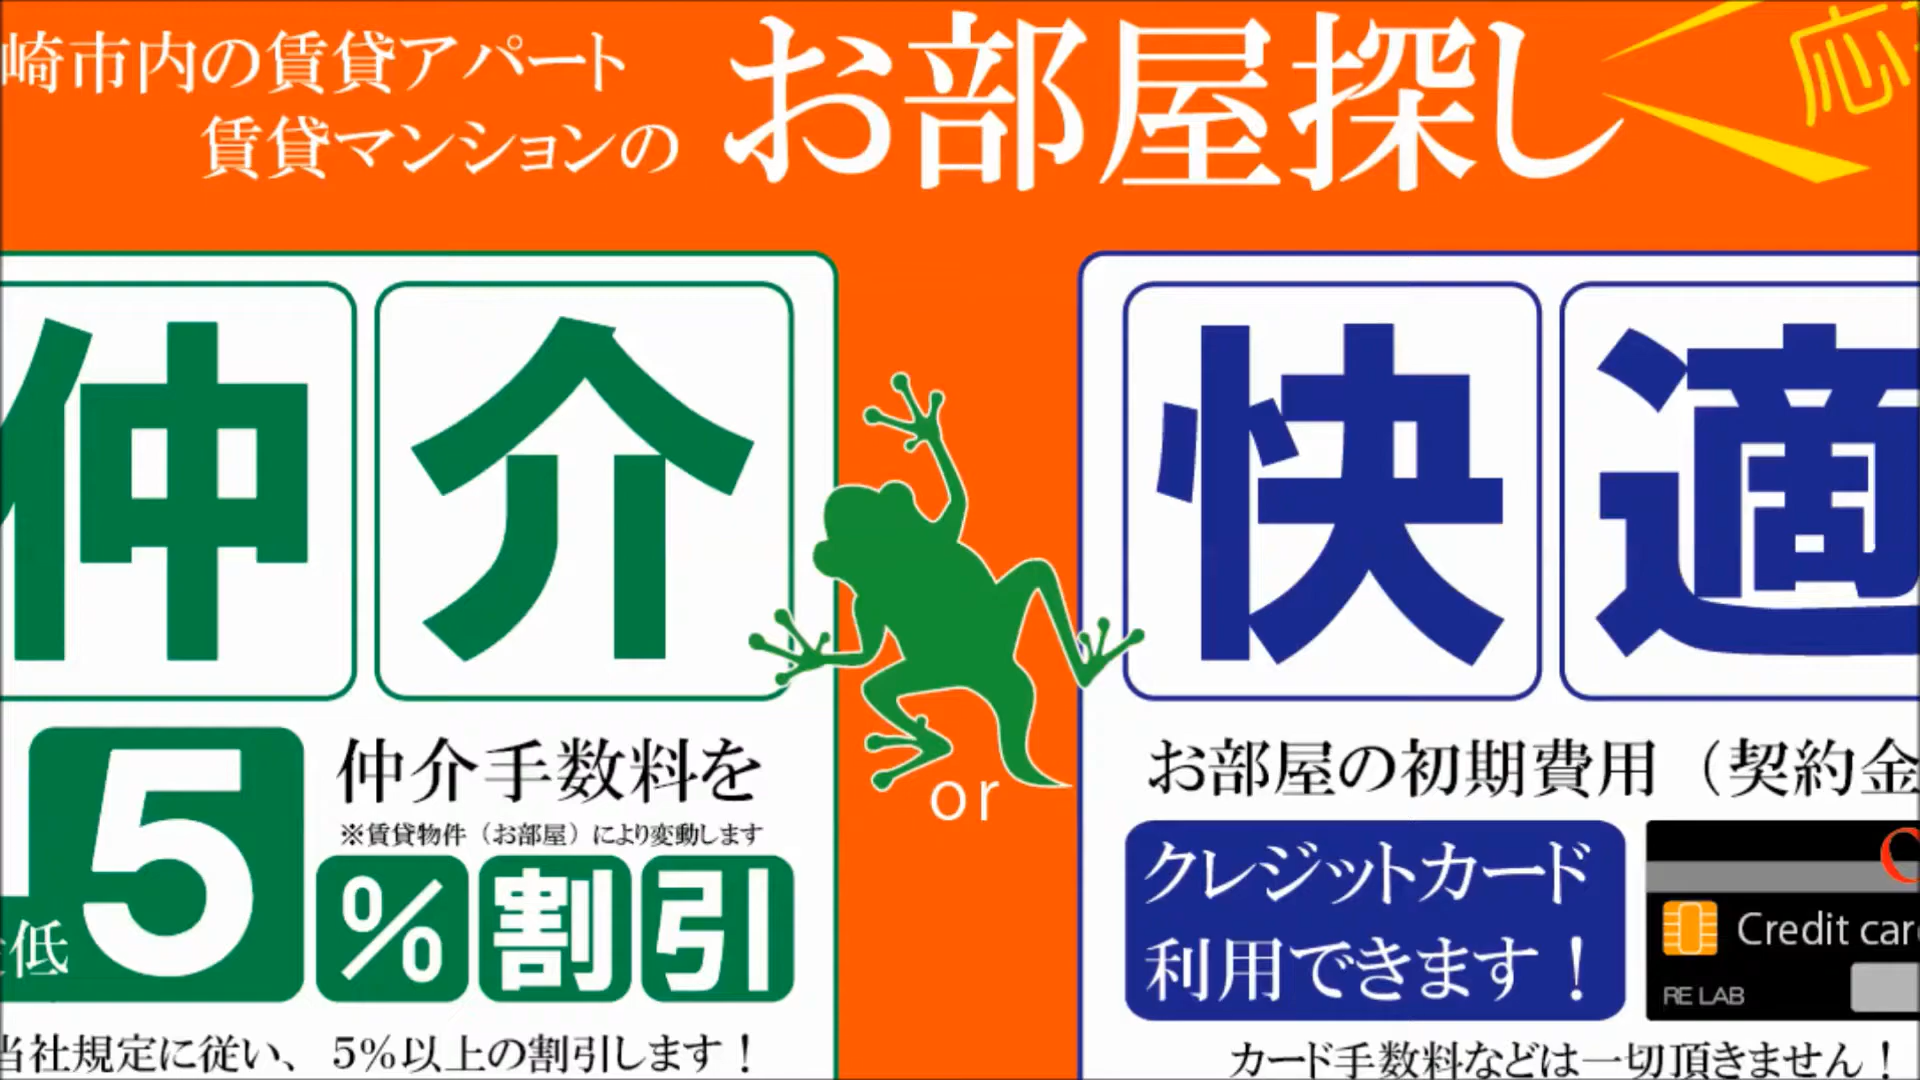 崎市内の賃貸アパート
賃貸マンションの
お部屋探し
応
仲介
快適
仲介手数料を
※賃貸物件（お部屋）により変動します
低
5
%割引
当社規定に従い、5%以上の割引します！
or
お部屋の初期費用（契約金
クレジットカード
利用できます！
Credit car
RE LAB
カード手数料などは一切頂きません！